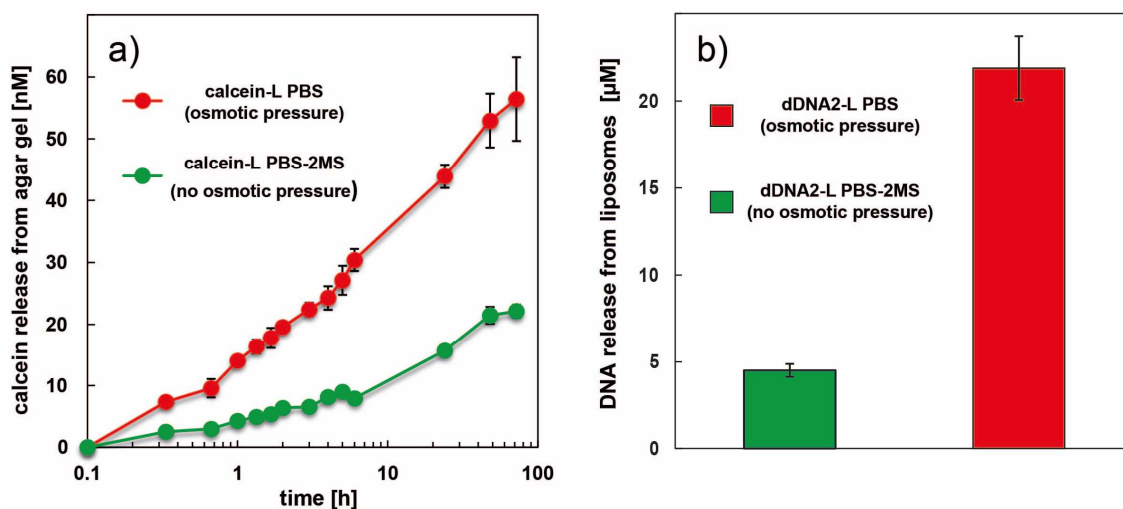 a)
calcein release from agar gel [nM]
60
50
40
30
20
10
0
calcein-L PBS
(osmotic pressure)
calcein-L PBS-2MS
(no osmotic pressure)
0.1
1
10
100
time [h]
b)
DNA release from liposomes [µM]
20
15
10
5
0
dDNA2-L PBS
(osmotic pressure)
dDNA2-L PBS-2MS
(no osmotic pressure)